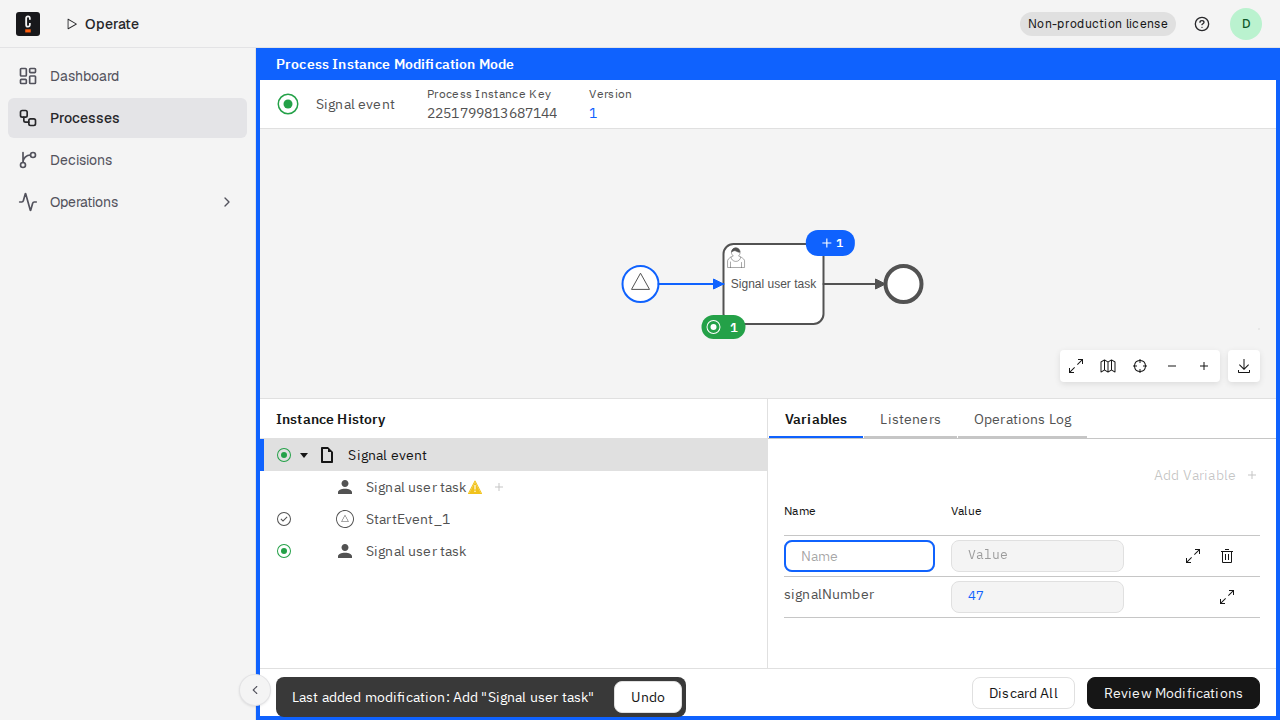 Operate
Non-production license
D
Dashboard
Processes
Decisions
Operations
Process Instance Modification Mode
Signal event
Process Instance Key
2251799813687144
Version
1
+ 1
Signal user task
1
Instance History
Signal event
Signal user task
StartEvent_1
Signal user task
Variables
Listeners
Operations Log
Add Variable
Name
Value
Name
Value
signalNumber
47
Last added modification: Add "Signal user task"
Undo
Discard All
Review Modifications